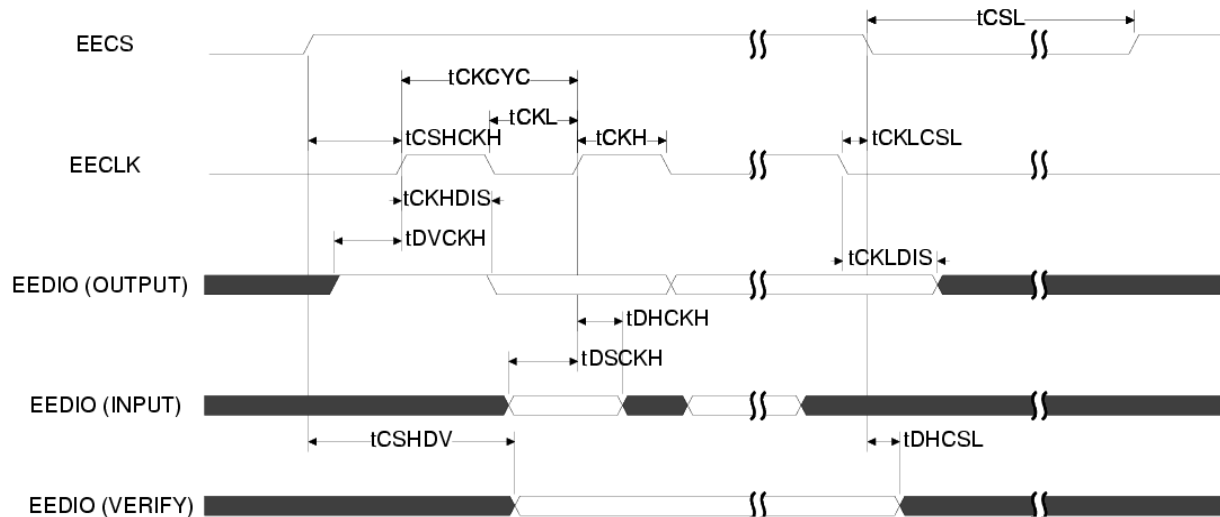 tCSL
EECS
tCKCYC
tCKL
tCSHCKH
tCKH
tCKLCSL
EECLK
tCKHDIS
tDVCKH
tCKLDIS
EEDIO (OUTPUT)
tDHCKH
tDSCKH
EEDIO (INPUT)
tCSHDV
tDHCSL
EEDIO (VERIFY)